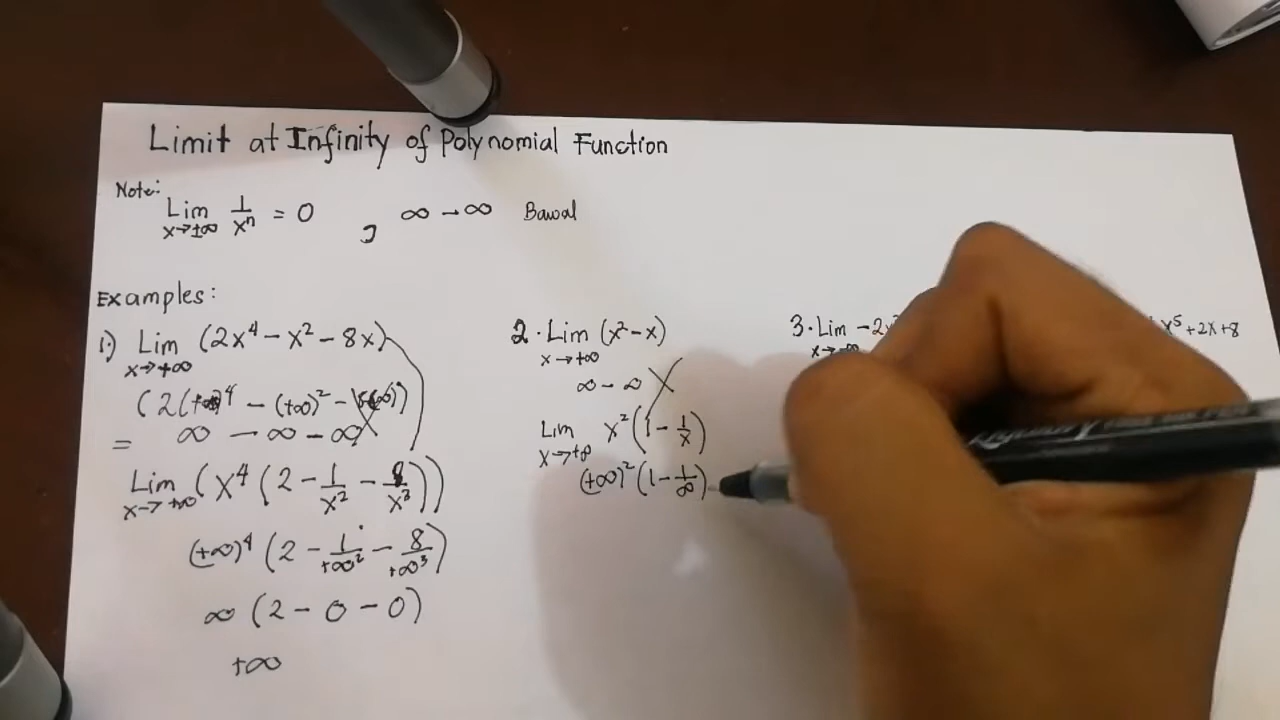 Limit at Infinity of Polynomial Function
Note:
Lim x→±∞ 1/xⁿ = 0 , ∞ - ∞ Bawal
Examples:
1.) Lim x→+∞ (2x⁴ - x² - 8x)
(2(+∞)⁴ - (+∞)² - 8(+∞))
= ∞ - ∞ - ∞
Lim x→+∞ (x⁴(2 - 1/x² - 8/x³))
(+∞)⁴(2 - 1/+∞² - 8/+∞³)
∞(2 - 0 - 0)
+∞
2. Lim x→+∞ (x² - x)
∞ - ∞
Lim x→+∞ x²(1 - 1/x)
(+∞)²(1 - 1/∞)
3. Lim -2x
x⁵ + 2x + 8